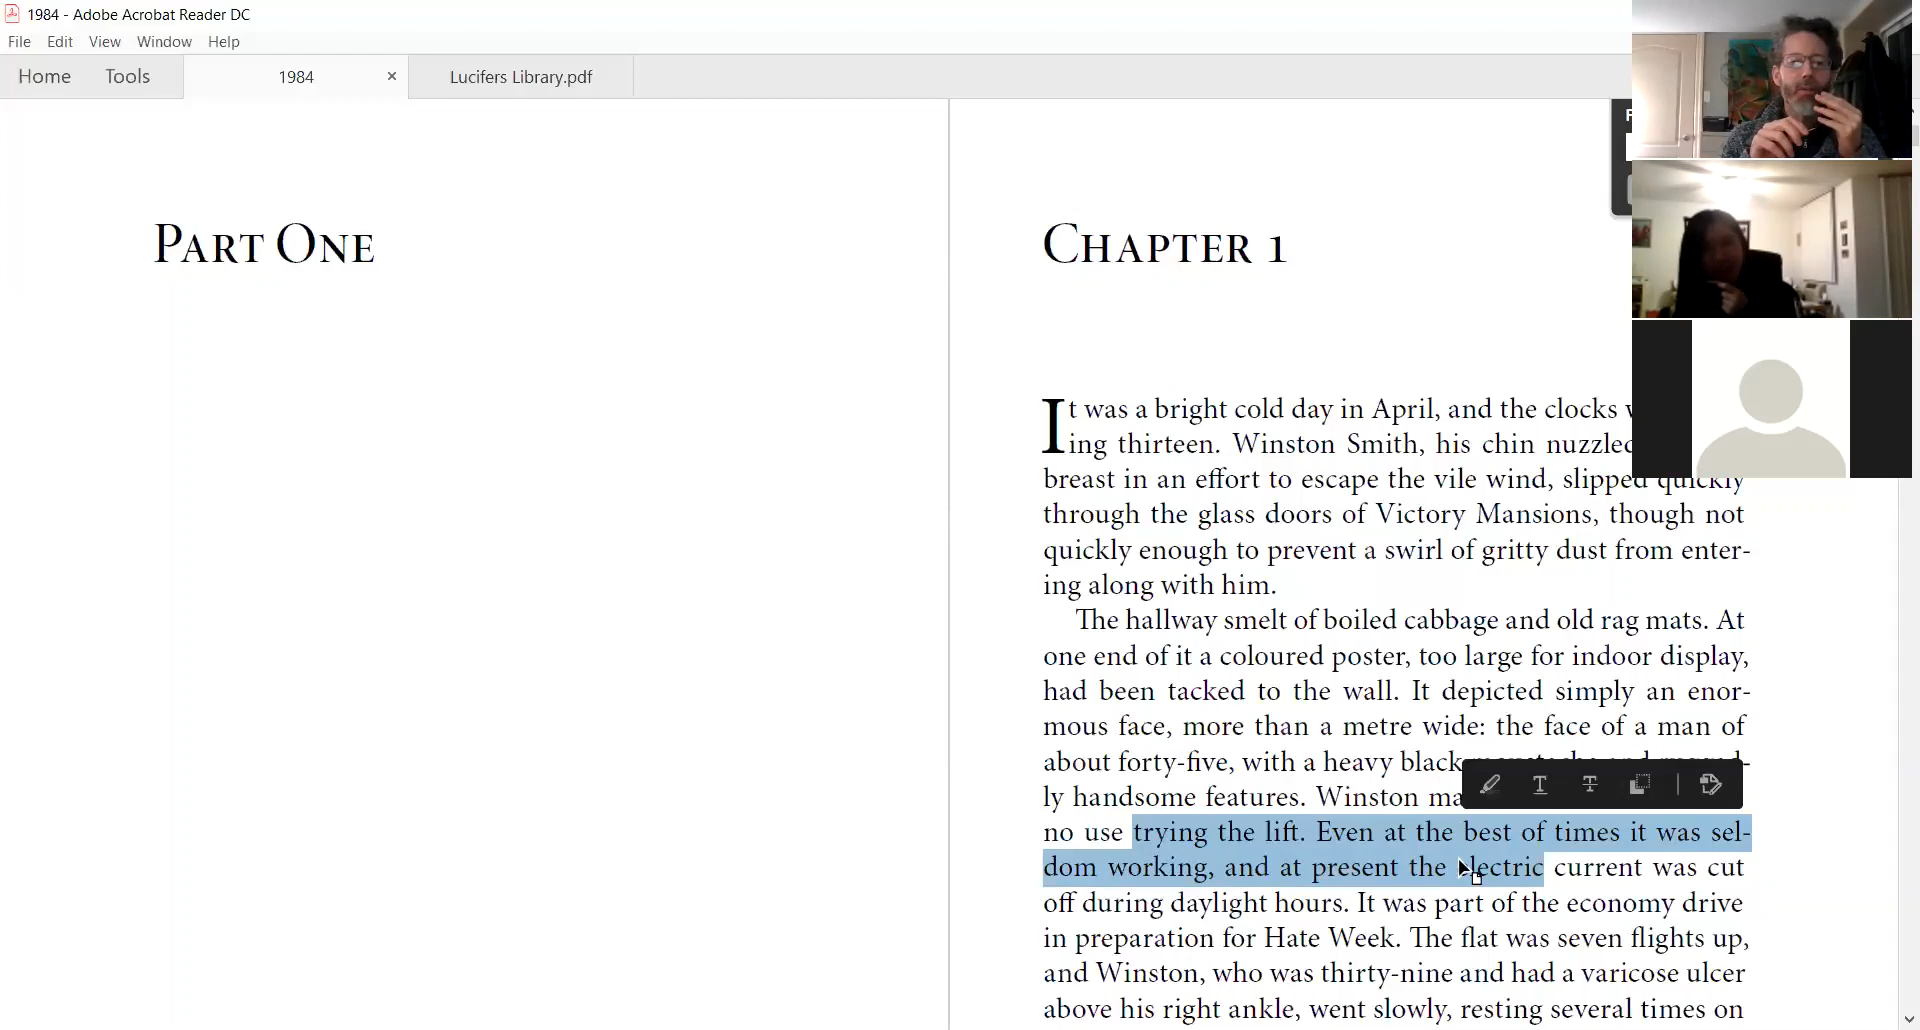 1984 - Adobe Acrobat Reader DC
File Edit View Window Help
Home Tools 1984 × Lucifers Library.pdf
PART ONE
CHAPTER 1
It was a bright cold day in April, and the clocks
ing thirteen. Winston Smith, his chin nuzzled
breast in an effort to escape the vile wind, slipped quickly
through the glass doors of Victory Mansions, though not
quickly enough to prevent a swirl of gritty dust from enter-
ing along with him.
The hallway smelt of boiled cabbage and old rag mats. At
one end of it a coloured poster, too large for indoor display,
had been tacked to the wall. It depicted simply an enor-
mous face, more than a metre wide: the face of a man of
about forty-five, with a heavy black
ly handsome features. Winston
no use trying the lift. Even at the best of times it was sel-
dom working, and at present the electric current was cut
off during daylight hours. It was part of the economy drive
in preparation for Hate Week. The flat was seven flights up,
and Winston, who was thirty-nine and had a varicose ulcer
above his right ankle, went slowly, resting several times on